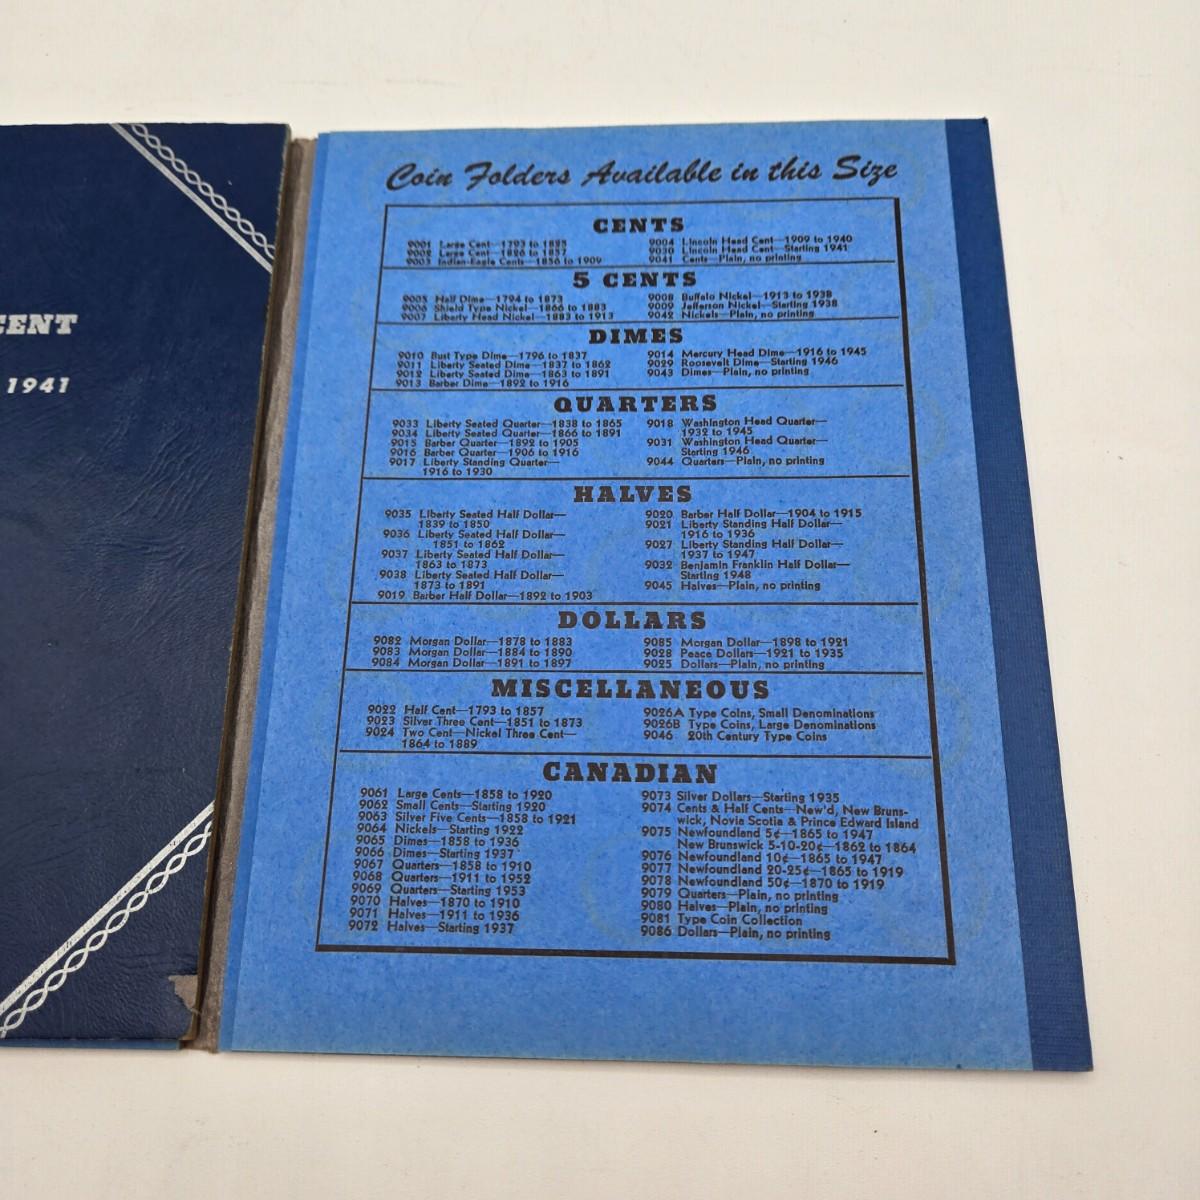 CENT
1941
Coin Folders Available in this Size
CENTS
9001 Large Cent—1793 to 1825
9002 Large Cent—1826 to 1857
9003 Indian-Eagle Cents—1856 to 1909
9004 Lincoln Head Cent—1909 to 1940
9030 Lincoln Head Cent—Starting 1941
9041 Cents—Plain, no printing
5 CENTS
9005 Half Dime—1794 to 1873
9006 Shield Type Nickel—1866 to 1883
9007 Liberty Head Nickel—1883 to 1913
9008 Buffalo Nickel—1913 to 1938
9009 Jefferson Nickel—Starting 1938
9042 Nickels—Plain, no printing
DIMES
9010 Bust Type Dime—1796 to 1837
9011 Liberty Seated Dime—1837 to 1862
9012 Liberty Seated Dime—1863 to 1891
9013 Barber Dime—1892 to 1916
9014 Mercury Head Dime—1916 to 1945
9029 Roosevelt Dime—Starting 1946
9043 Dimes—Plain, no printing
QUARTERS
9033 Liberty Seated Quarter—1838 to 1865
9034 Liberty Seated Quarter—1866 to 1891
9015 Barber Quarter—1892 to 1905
9016 Barber Quarter—1906 to 1916
9017 Liberty Standing Quarter—
1916 to 1930
9018 Washington Head Quarter—
1932 to 1945
9031 Washington Head Quarter—
Starting 1946
9044 Quarters—Plain, no printing
HALVES
9035 Liberty Seated Half Dollar—
1839 to 1850
9036 Liberty Seated Half Dollar—
1851 to 1862
9037 Liberty Seated Half Dollar—
1863 to 1873
9038 Liberty Seated Half Dollar—
1873 to 1891
9019 Barber Half Dollar—1892 to 1903
9020 Barber Half Dollar—1904 to 1915
9021 Liberty Standing Half Dollar—
1916 to 1936
9027 Liberty Standing Half Dollar—
1937 to 1947
9032 Benjamin Franklin Half Dollar—
Starting 1948
9045 Halves—Plain, no printing
DOLLARS
9082 Morgan Dollar—1878 to 1883
9083 Morgan Dollar—1884 to 1890
9084 Morgan Dollar—1891 to 1897
9085 Morgan Dollar—1898 to 1921
9028 Peace Dollars—1921 to 1935
9025 Dollars—Plain, no printing
MISCELLANEOUS
9022 Half Cent—1793 to 1857
9023 Silver Three Cent—1851 to 1873
9024 Two Cent—Nickel Three Cent—
1864 to 1889
9026A Type Coins, Small Denominations
9026B Type Coins, Large Denominations
9046 20th Century Type Coins
CANADIAN
9061 Large Cents—1858 to 1920
9062 Small Cents—Starting 1920
9063 Silver Five Cents—1858 to 1921
9064 Nickels—Starting 1922
9065 Dimes—1858 to 1936
9066 Dimes—Starting 1937
9067 Quarters—1858 to 1910
9068 Quarters—1911 to 1952
9069 Quarters—Starting 1953
9070 Halves—1870 to 1910
9071 Halves—1911 to 1936
9072 Halves—Starting 1937
9073 Silver Dollars—Starting 1935
9074 Cents & Half Cents—New'd, New Bruns-
wick, Novia Scotia & Prince Edward Island
9075 Newfoundland 5¢—1865 to 1947
New Brunswick 5-10-20¢—1862 to 1864
9076 Newfoundland 10¢—1865 to 1947
9077 Newfoundland 20-25¢—1865 to 1919
9078 Newfoundland 50¢—1870 to 1919
9079 Quarters—Plain, no printing
9080 Halves—Plain, no printing
9081 Type Coin Collection
9086 Dollars—Plain, no printing